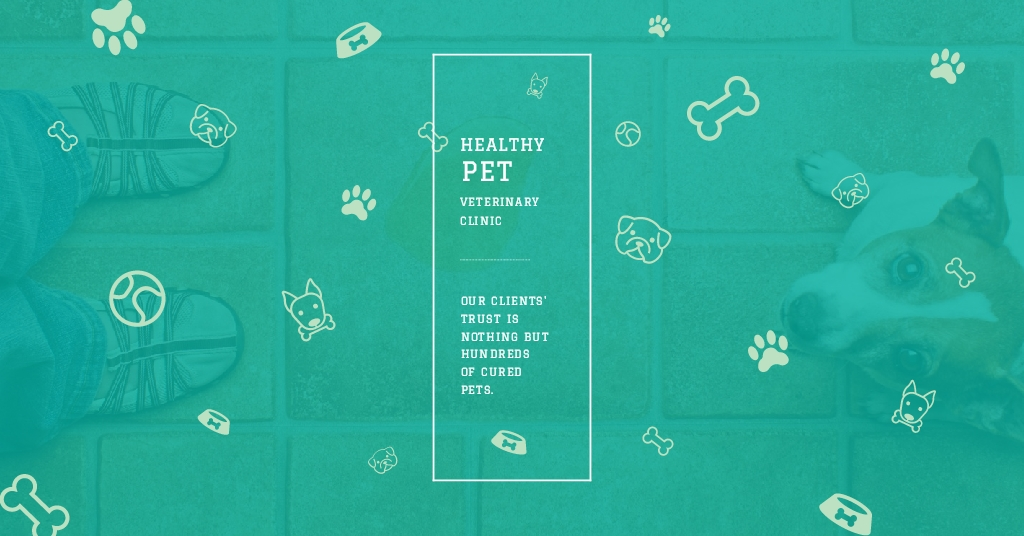 HEALTHY
PET
VETERINARY
CLINIC
OUR CLIENTS'
TRUST IS
NOTHING BUT
HUNDREDS
OF CURED
PETS.